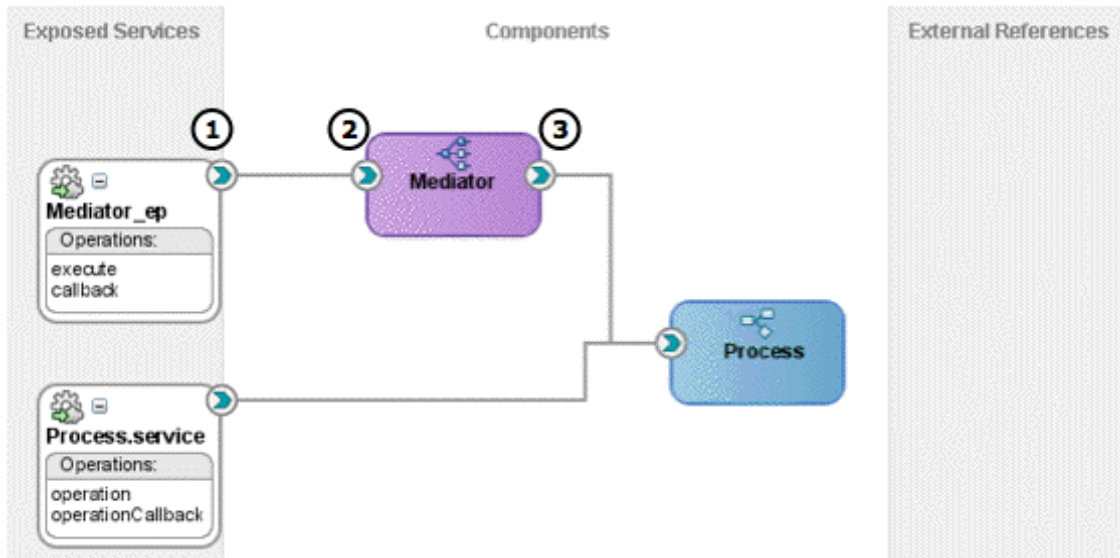 Exposed Services
Components
External References
1
2
3
Mediator
Mediator_ep
Operations:
execute
callback
Process
Process.service
Operations:
operation
operationCallback